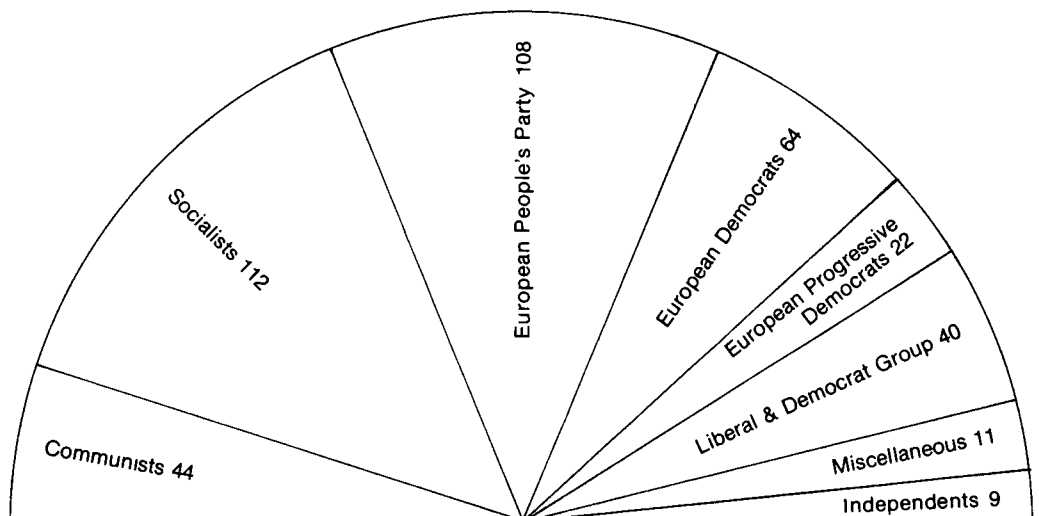 Communists 44
Socialists 112
European People's Party 108
European Democrats 64
European Progressive
Democrats 22
Liberal & Democrat Group 40
Miscellaneous 11
Independents 9